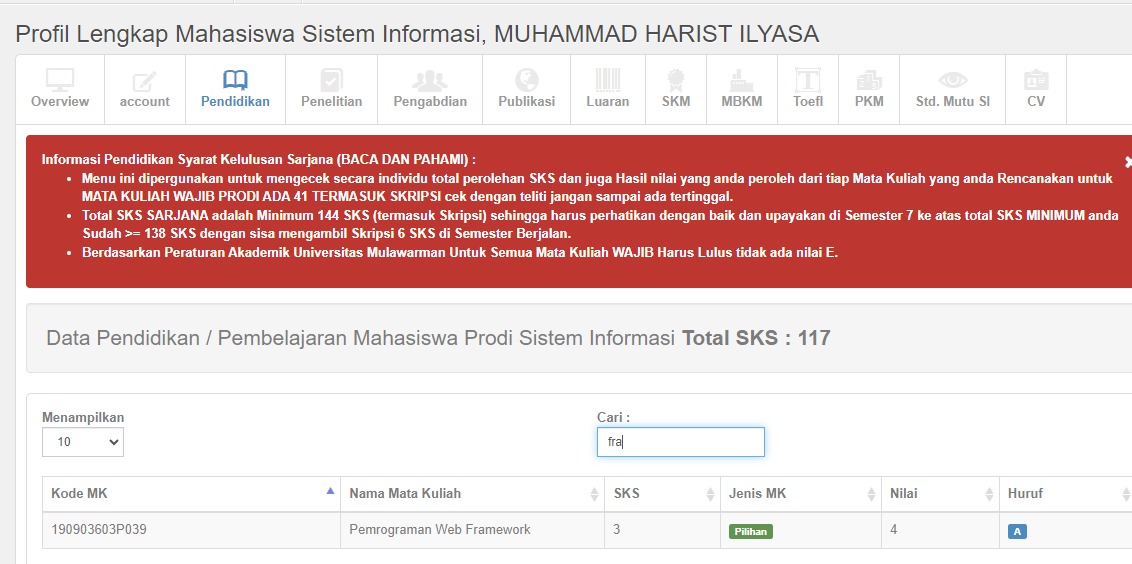 Profil Lengkap Mahasiswa Sistem Informasi, MUHAMMAD HARIST ILYASA
Overview account Pendidikan Penelitian Pengabdian Publikasi Luaran SKM MBKM Toefl PKM Std. Mutu SI CV
Informasi Pendidikan Syarat Kelulusan Sarjana (BACA DAN PAHAMI) :
• Menu ini dipergunakan untuk mengecek secara individu total perolehan SKS dan juga Hasil nilai yang anda peroleh dari tiap Mata Kuliah yang anda Rencanakan untuk
MATA KULIAH WAJIB PRODI ADA 41 TERMASUK SKRIPSI cek dengan teliti jangan sampai ada tertinggal.
• Total SKS SARJANA adalah Minimum 144 SKS (termasuk Skripsi) sehingga harus perhatikan dengan baik dan upayakan di Semester 7 ke atas total SKS MINIMUM anda
Sudah >= 138 SKS dengan sisa mengambil Skripsi 6 SKS di Semester Berjalan.
• Berdasarkan Peraturan Akademik Universitas Mulawarman Untuk Semua Mata Kuliah WAJIB Harus Lulus tidak ada nilai E.
Data Pendidikan / Pembelajaran Mahasiswa Prodi Sistem Informasi Total SKS : 117
Menampilkan Cari :
10 fra
Kode MK Nama Mata Kuliah SKS Jenis MK Nilai Huruf
190903603P039 Pemrograman Web Framework 3 Pilihan 4 A